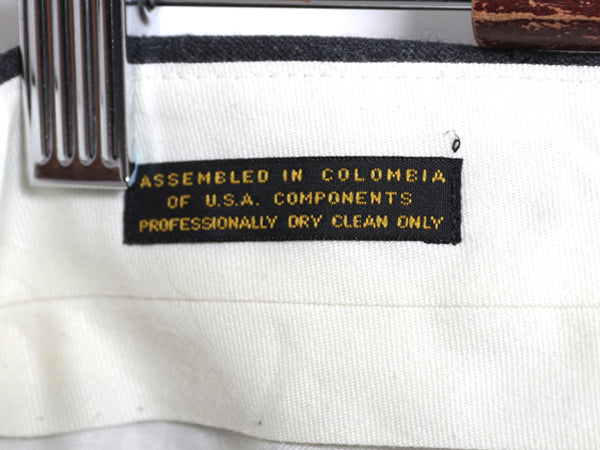 ASSEMBLED IN COLOMBIA
OF U.S.A. COMPONENTS
PROFESSIONALLY DRY CLEAN ONLY